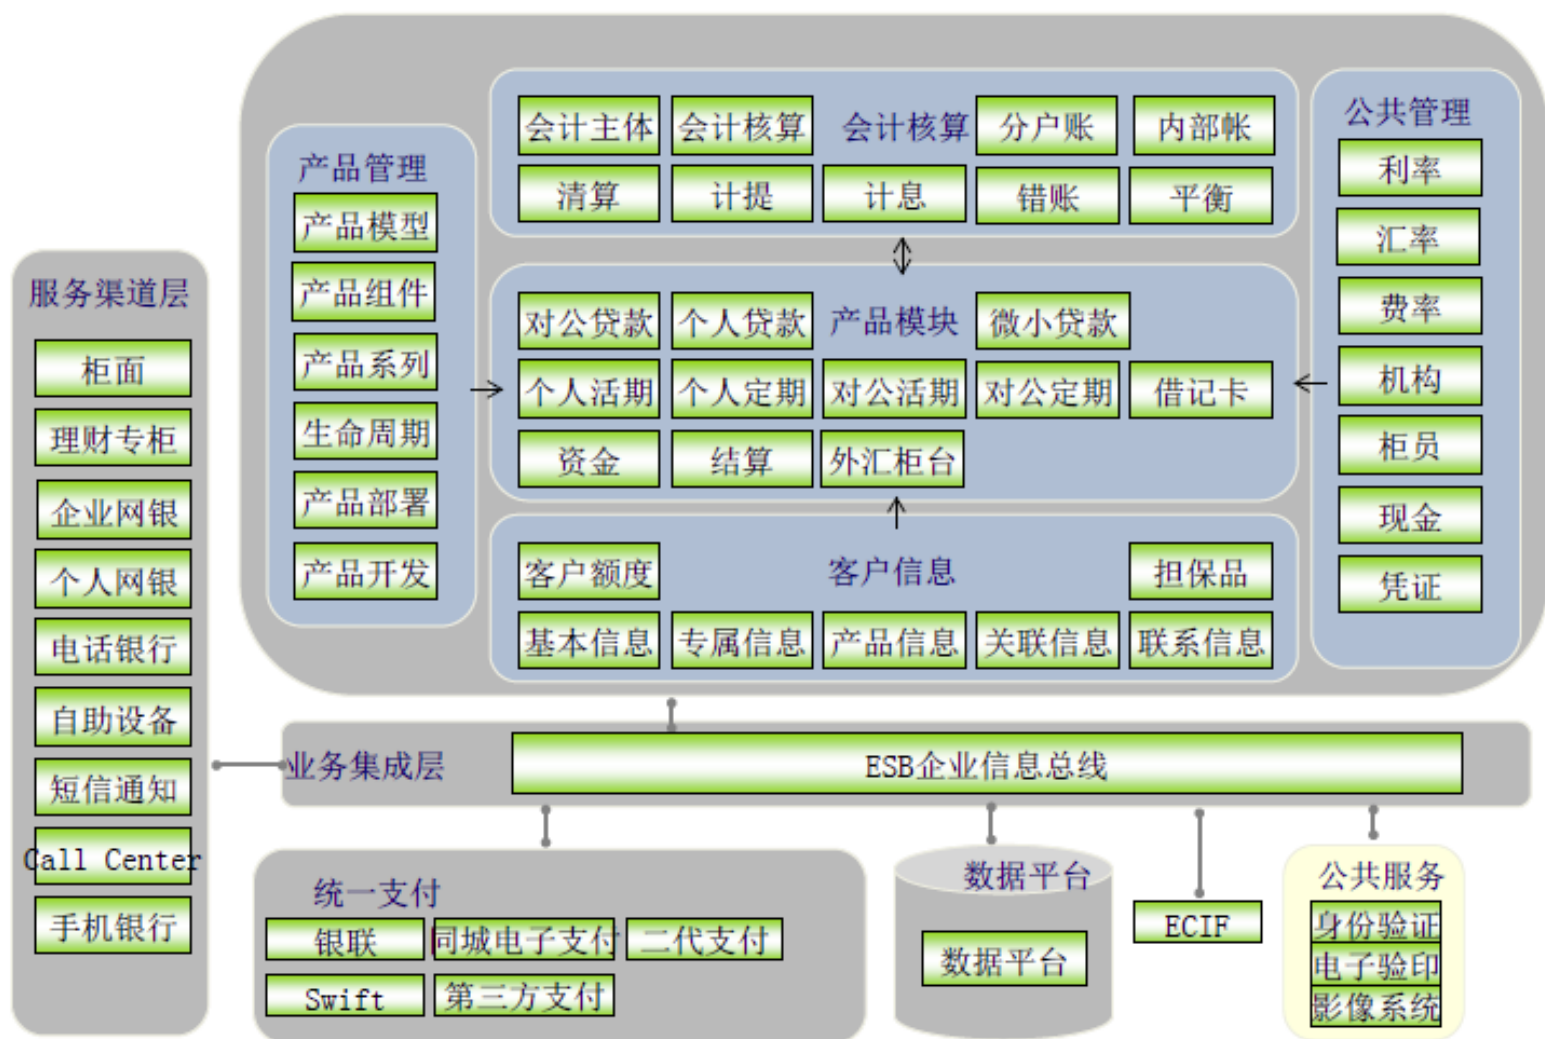 服务渠道层
柜面
理财专柜
企业网银
个人网银
电话银行
自助设备
短信通知
Call Center
手机银行
产品管理
产品模型
产品组件
产品系列
生命周期
产品部署
产品开发
会计主体 会计核算 会计核算 分户账 内部帐
清算 计提 计息 错账 平衡
对公贷款 个人贷款 产品模块 微小贷款
个人活期 个人定期 对公活期 对公定期 借记卡
资金 结算 外汇柜台
客户额度 客户信息 担保品
基本信息 专属信息 产品信息 关联信息 联系信息
公共管理
利率
汇率
费率
机构
柜员
现金
凭证
业务集成层 ESB企业信息总线
统一支付
银联 同城电子支付 二代支付
Swift 第三方支付
数据平台
数据平台
ECIF
公共服务
身份验证
电子验印
影像系统